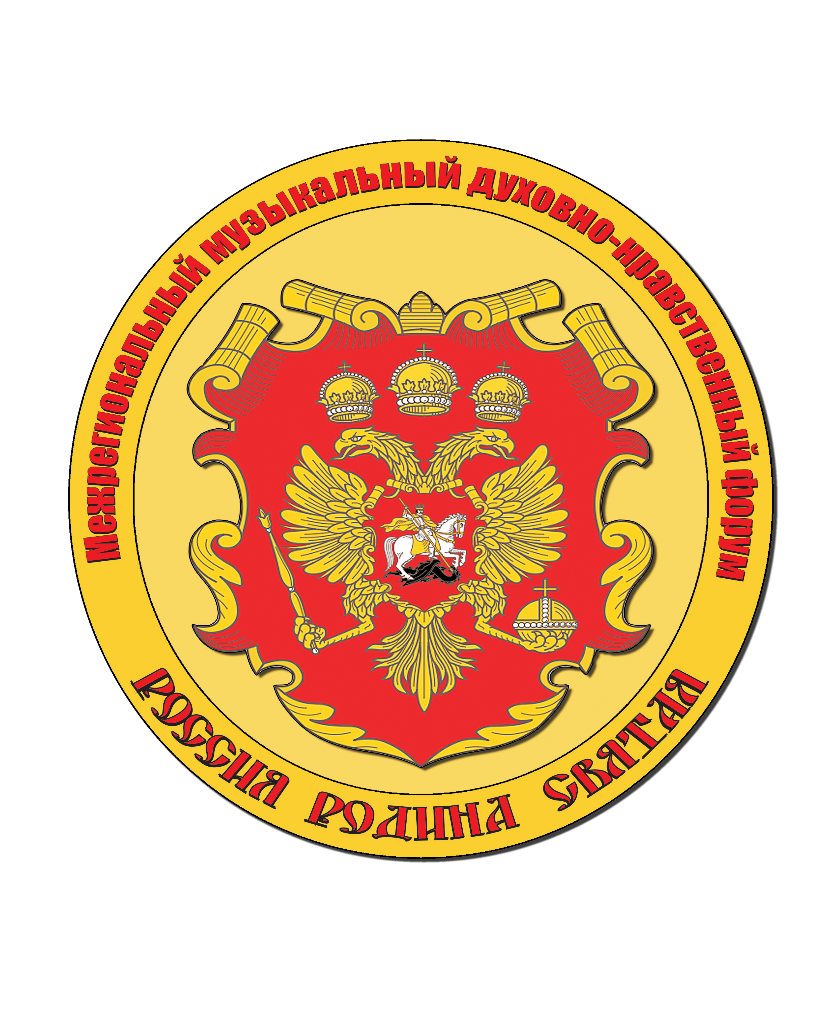 Межрегиональный музыкальный духовно-нравственный форум
РОССИЯ РОДИНА СВЯТАЯ